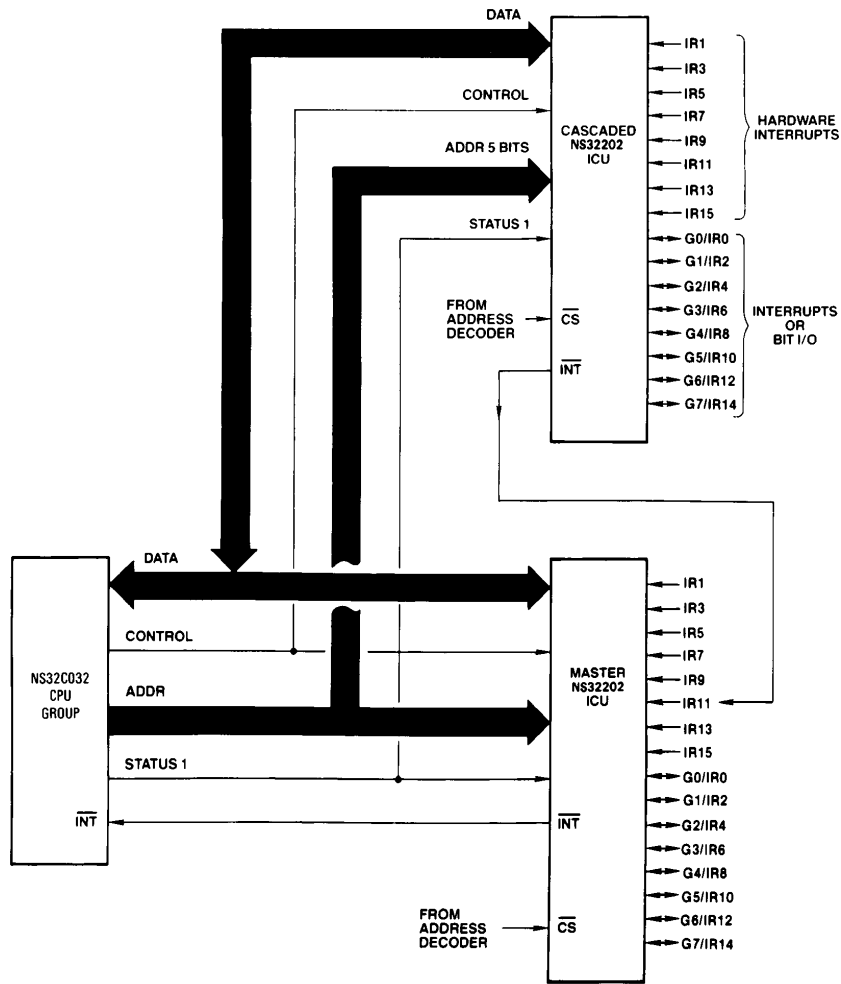 DATA
CONTROL
ADDR 5 BITS
STATUS 1
FROM
ADDRESS
DECODER
CASCADED
NS32202
ICU
CS
INT
IR1
IR3
IR5
IR7
IR9
IR11
IR13
IR15
G0/IR0
G1/IR2
G2/IR4
G3/IR6
G4/IR8
G5/IR10
G6/IR12
G7/IR14
HARDWARE
INTERRUPTS
INTERRUPTS
OR
BIT I/O
NS32C032
CPU
GROUP
INT
DATA
CONTROL
ADDR
STATUS 1
FROM
ADDRESS
DECODER
MASTER
NS32202
ICU
INT
CS
IR1
IR3
IR5
IR7
IR9
IR11
IR13
IR15
G0/IR0
G1/IR2
G2/IR4
G3/IR6
G4/IR8
G5/IR10
G6/IR12
G7/IR14